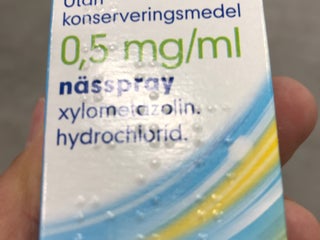 Utan
konserveringsmedel
0,5 mg/ml
nässpray
xylometazolin.
hydrochlorid.